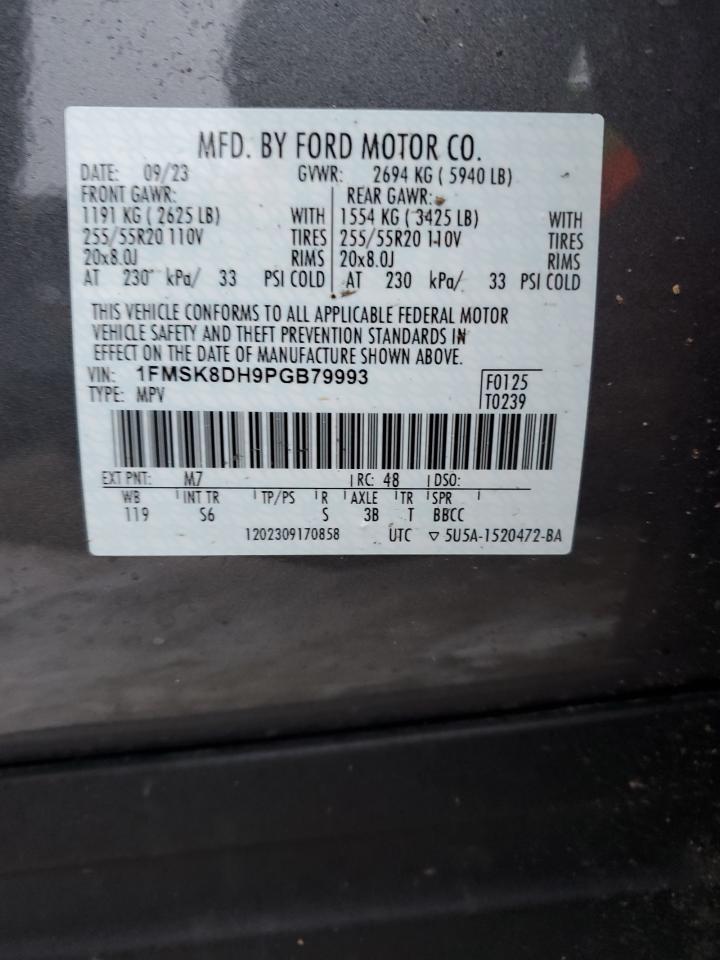 MFD. BY FORD MOTOR CO.
DATE: 09/23 GVWR: 2694 KG ( 5940 LB)
FRONT GAWR: REAR GAWR:
1191 KG ( 2625 LB) WITH 1554 KG ( 3425 LB) WITH
255/55R20 110V TIRES 255/55R20 110V TIRES
20x8.0J RIMS 20x8.0J RIMS
AT 230 kPa/ 33 PSI COLD AT 230 kPa/ 33 PSI COLD
THIS VEHICLE CONFORMS TO ALL APPLICABLE FEDERAL MOTOR
VEHICLE SAFETY AND THEFT PREVENTION STANDARDS IN
EFFECT ON THE DATE OF MANUFACTURE SHOWN ABOVE.
VIN: 1FMSK8DH9PGB79993 F0125
TYPE: MPV T0239
EXT PNT: M7 RC: 48 DSO:
WB INT TR TP/PS R AXLE TR SPR
119 S6 S 3B T BBCC
1202309170858 UTC ▽ 5U5A-1520472-BA